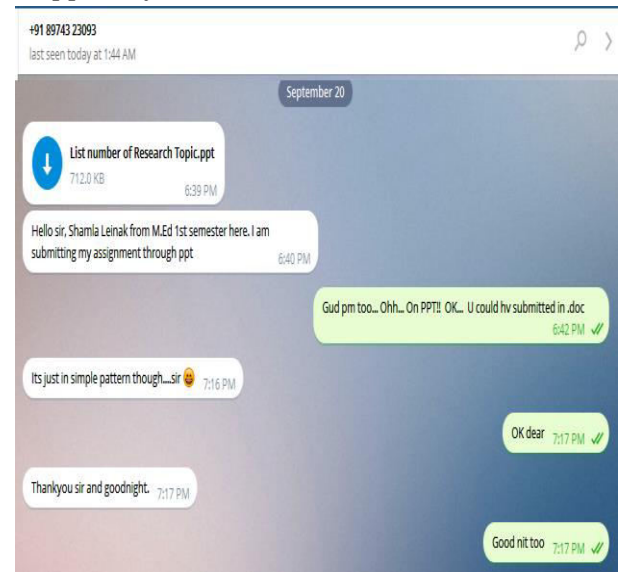 +91 89743 23093
last seen today at 1:44 AM
September 20
List number of Research Topic.ppt
712.0 KB
6:39 PM
Hello sir, Shamla Leinak from M.Ed 1st semester here. I am
submitting my assignment through ppt
6:40 PM
Gud pm too... Ohh... On PPT!! OK... U could hv submitted in .doc
6:42 PM
Its just in simple pattern though....sir 😀 7:16 PM
OK dear 7:17 PM
Thankyou sir and goodnight. 7:17 PM
Good nit too 7:17 PM